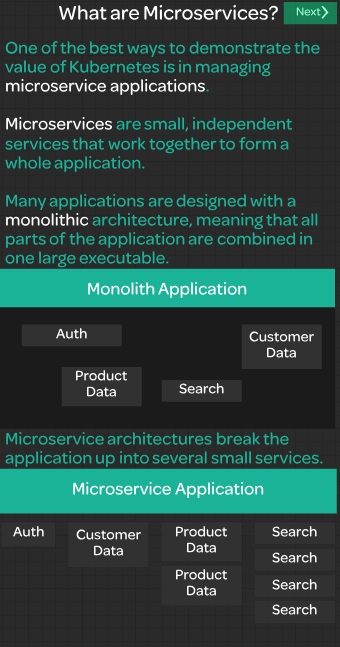 What are Microservices?
Next❯
One of the best ways to demonstrate the
value of Kubernetes is in managing
microservice applications.
Microservices are small, independent
services that work together to form a
whole application.
Many applications are designed with a
monolithic architecture, meaning that all
parts of the application are combined in
one large executable.
Monolith Application
Auth
Customer
Data
Product
Data
Search
Microservice architectures break the
application up into several small services.
Microservice Application
Auth
Customer
Data
Product
Data
Product
Data
Search
Search
Search
Search